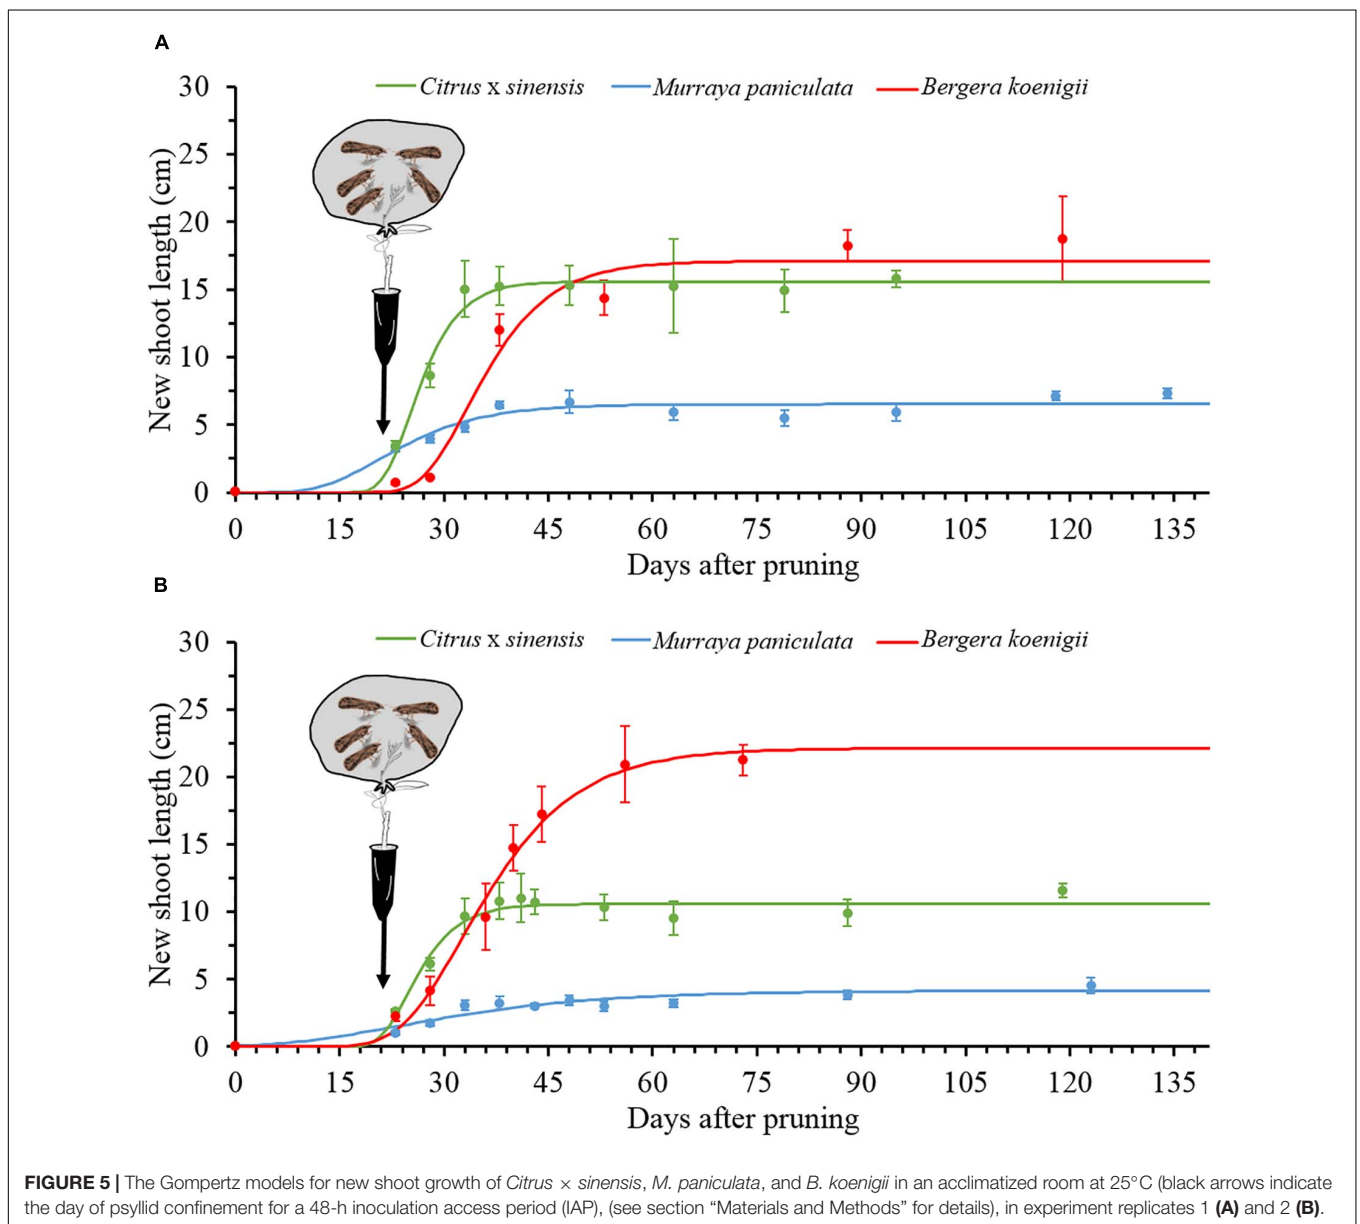 A
Citrus x sinensis Murraya paniculata Bergera koenigii
New shoot length (cm)
30
25
20
15
10
5
0
0 15 30 45 60 75 90 105 120 135
Days after pruning
B
Citrus x sinensis Murraya paniculata Bergera koenigii
New shoot length (cm)
30
25
20
15
10
5
0
0 15 30 45 60 75 90 105 120 135
Days after pruning
FIGURE 5 | The Gompertz models for new shoot growth of Citrus × sinensis, M. paniculata, and B. koenigii in an acclimatized room at 25°C (black arrows indicate
the day of psyllid confinement for a 48-h inoculation access period (IAP), (see section “Materials and Methods” for details), in experiment replicates 1 (A) and 2 (B).